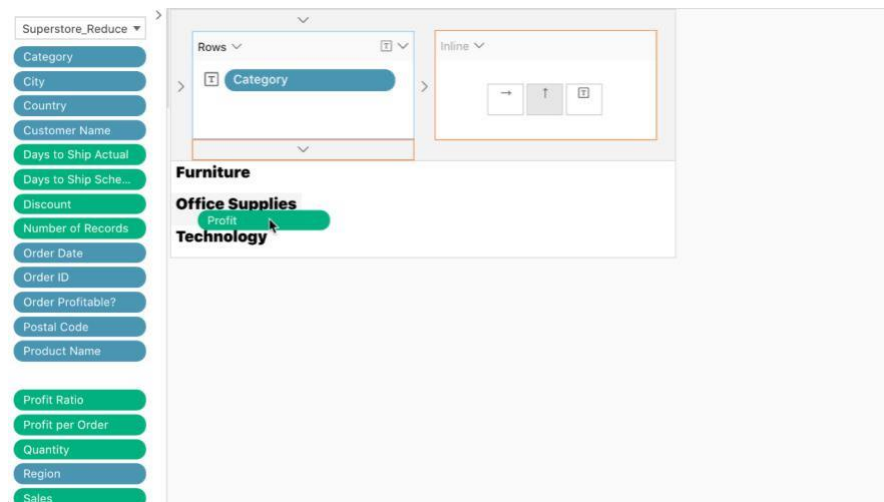 Superstore_Reduce
Category
City
Country
Customer Name
Days to Ship Actual
Days to Ship Sche...
Discount
Number of Records
Order Date
Order ID
Order Profitable?
Postal Code
Product Name
Profit Ratio
Profit per Order
Quantity
Region
Sales
Rows
T
T
Category
Inline
T
Furniture
Office Supplies
Profit
Technology